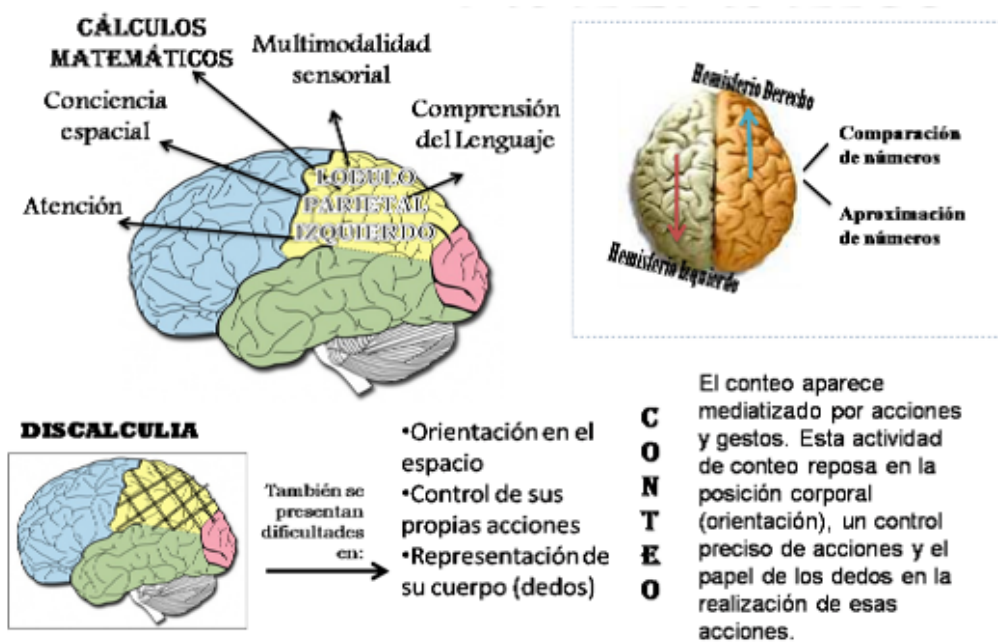 CÁLCULOS
MATEMÁTICOS
Multimodalidad
sensorial
Conciencia
espacial
Comprensión
del Lenguaje
Atención
LOBULO
PARIETAL
IZQUIERDO
Hemisferio Derecho
Hemisferio Izquierdo
Comparación
de números
Aproximación
de números
DISCALCULIA
También se
presentan
dificultades
en:
•Orientación en el
espacio
•Control de sus
propias acciones
•Representación de
su cuerpo (dedos)
C
O
N
T
E
O
El conteo aparece
mediatizado por acciones
y gestos. Esta actividad
de conteo reposa en la
posición corporal
(orientación), un control
preciso de acciones y el
papel de los dedos en la
realización de esas
acciones.